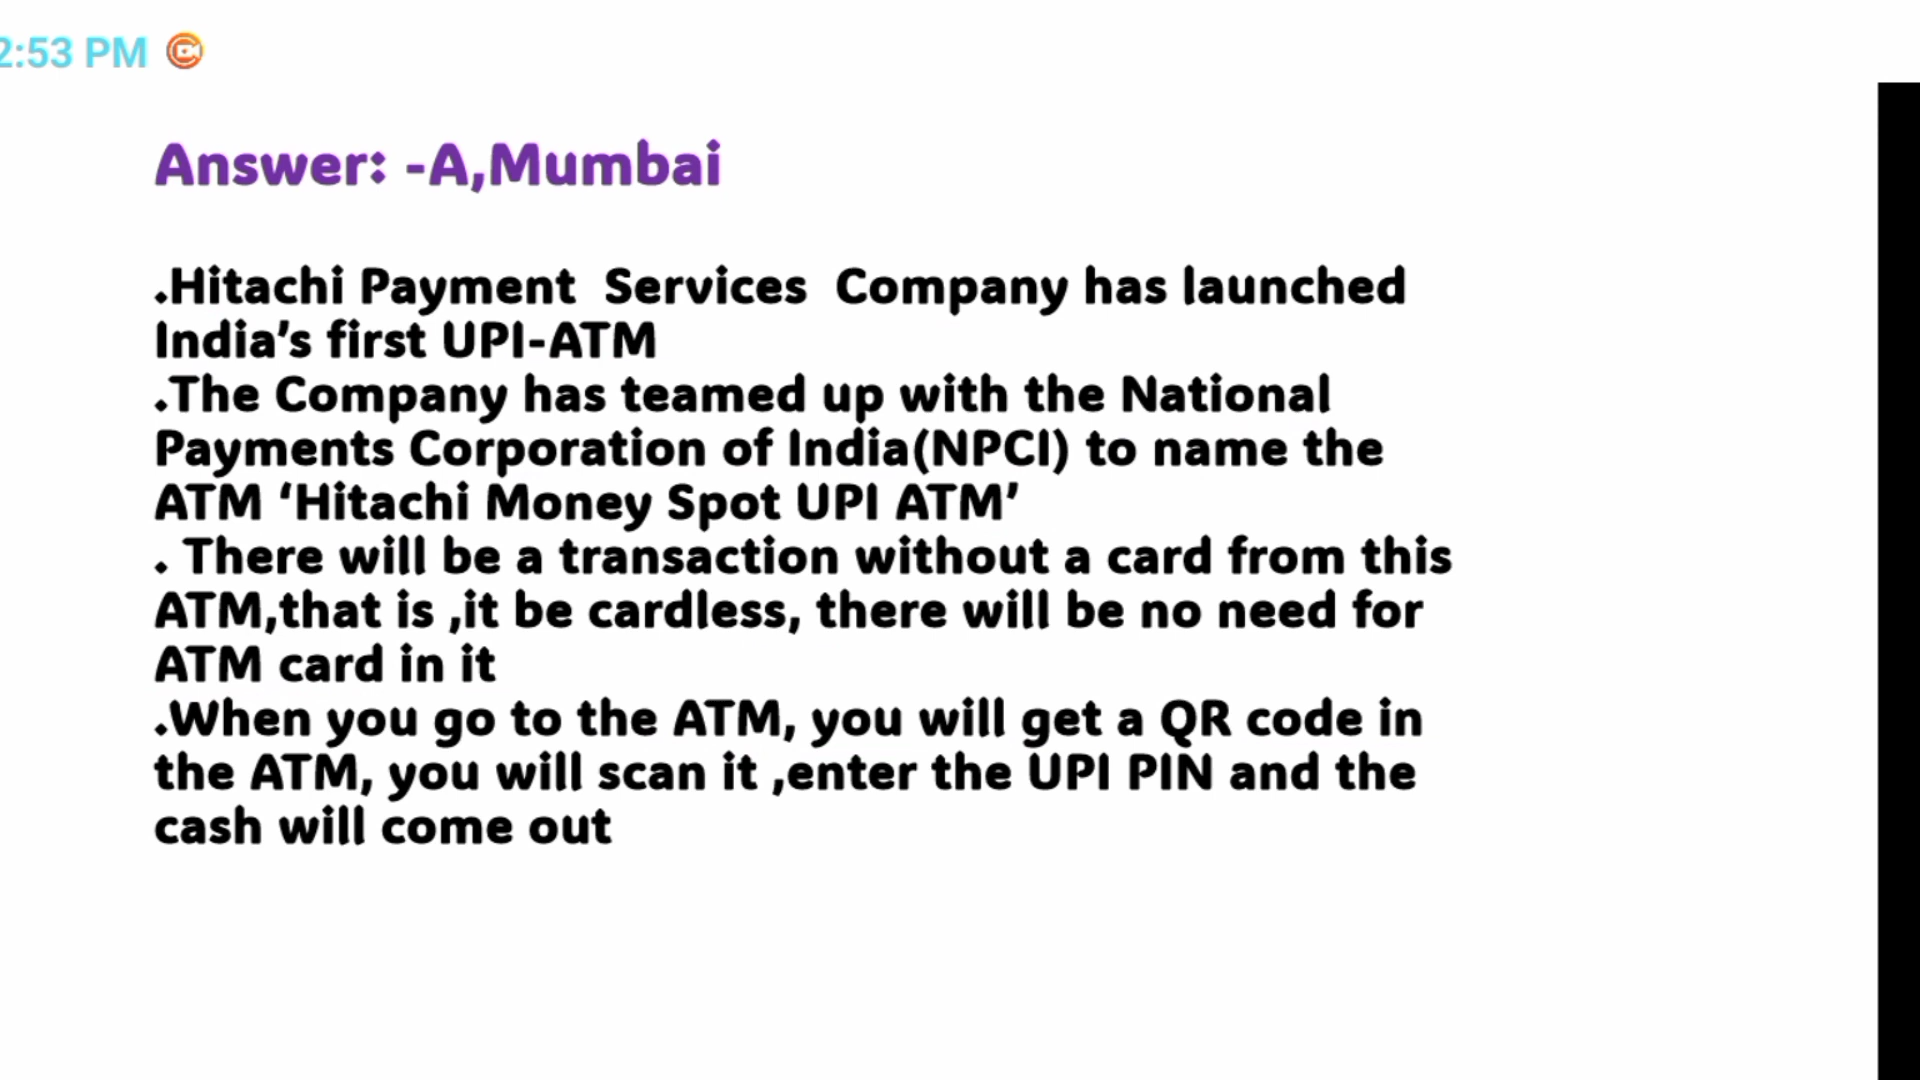 2:53 PM
Answer: -A,Mumbai
.Hitachi Payment  Services  Company has launched
India’s first UPI-ATM
.The Company has teamed up with the National
Payments Corporation of India(NPCI) to name the
ATM ‘Hitachi Money Spot UPI ATM’
. There will be a transaction without a card from this
ATM,that is ,it be cardless, there will be no need for
ATM card in it
.When you go to the ATM, you will get a QR code in
the ATM, you will scan it ,enter the UPI PIN and the
cash will come out